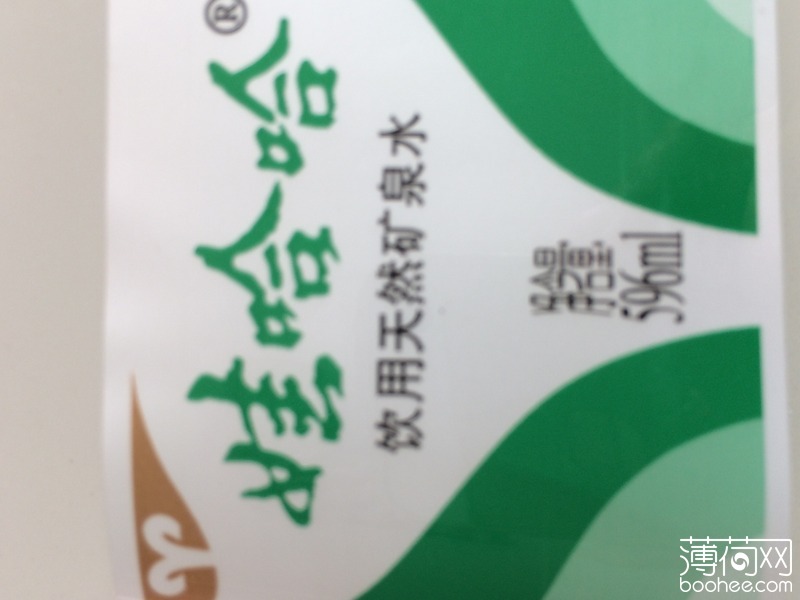 娃哈哈®
饮用天然矿泉水
净含量
596ml
薄荷网
boohee.com